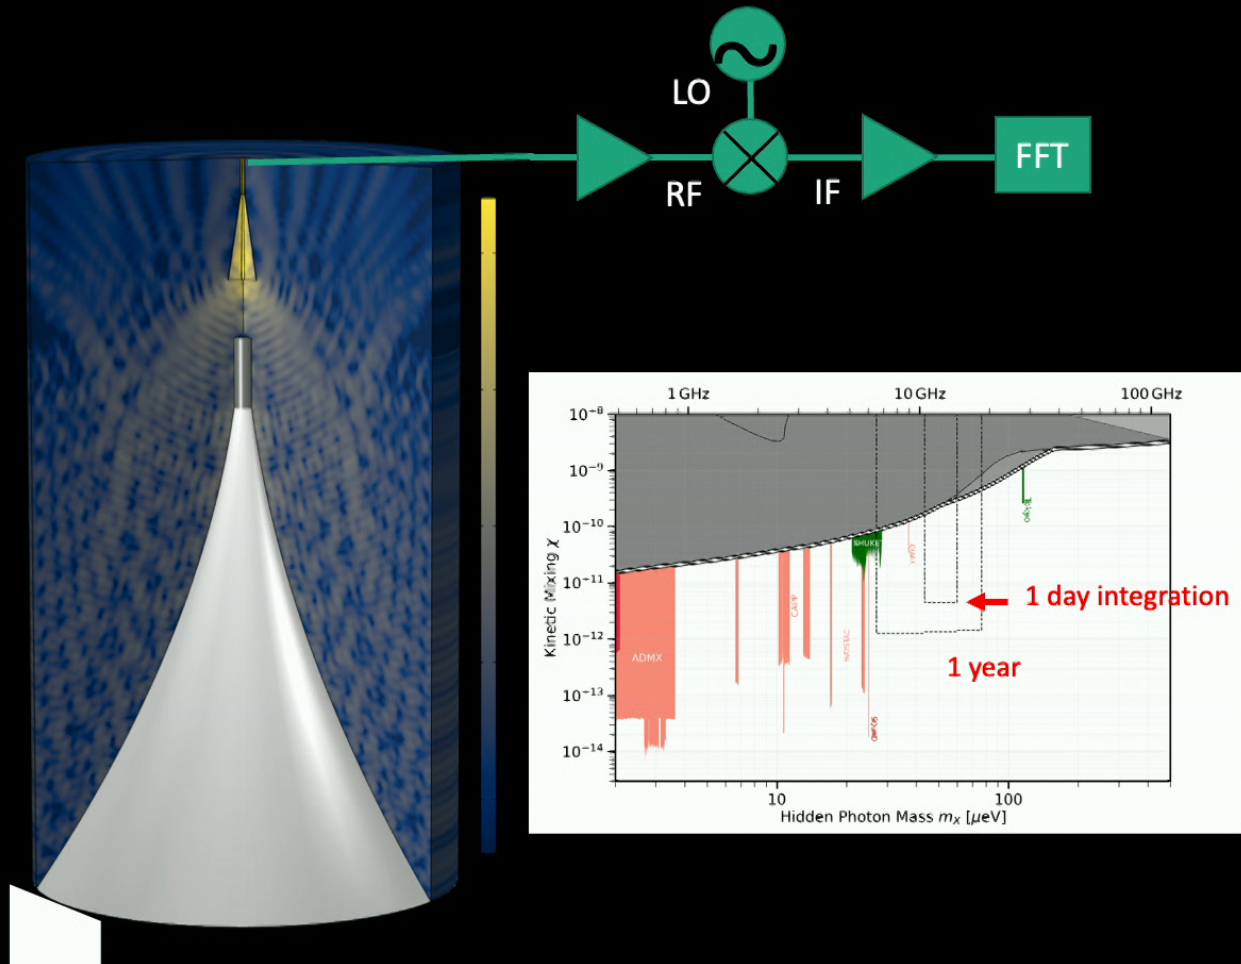 LO
RF
IF
FFT
1 GHz 10 GHz 100 GHz
10⁻⁸
10⁻⁹
10⁻¹⁰
10⁻¹¹
10⁻¹²
10⁻¹³
10⁻¹⁴
Kinetic Mixing χ
ADMX
CAPP
SHUKET
Tokyo
1 day integration
1 year
10 100
Hidden Photon Mass mX [μeV]